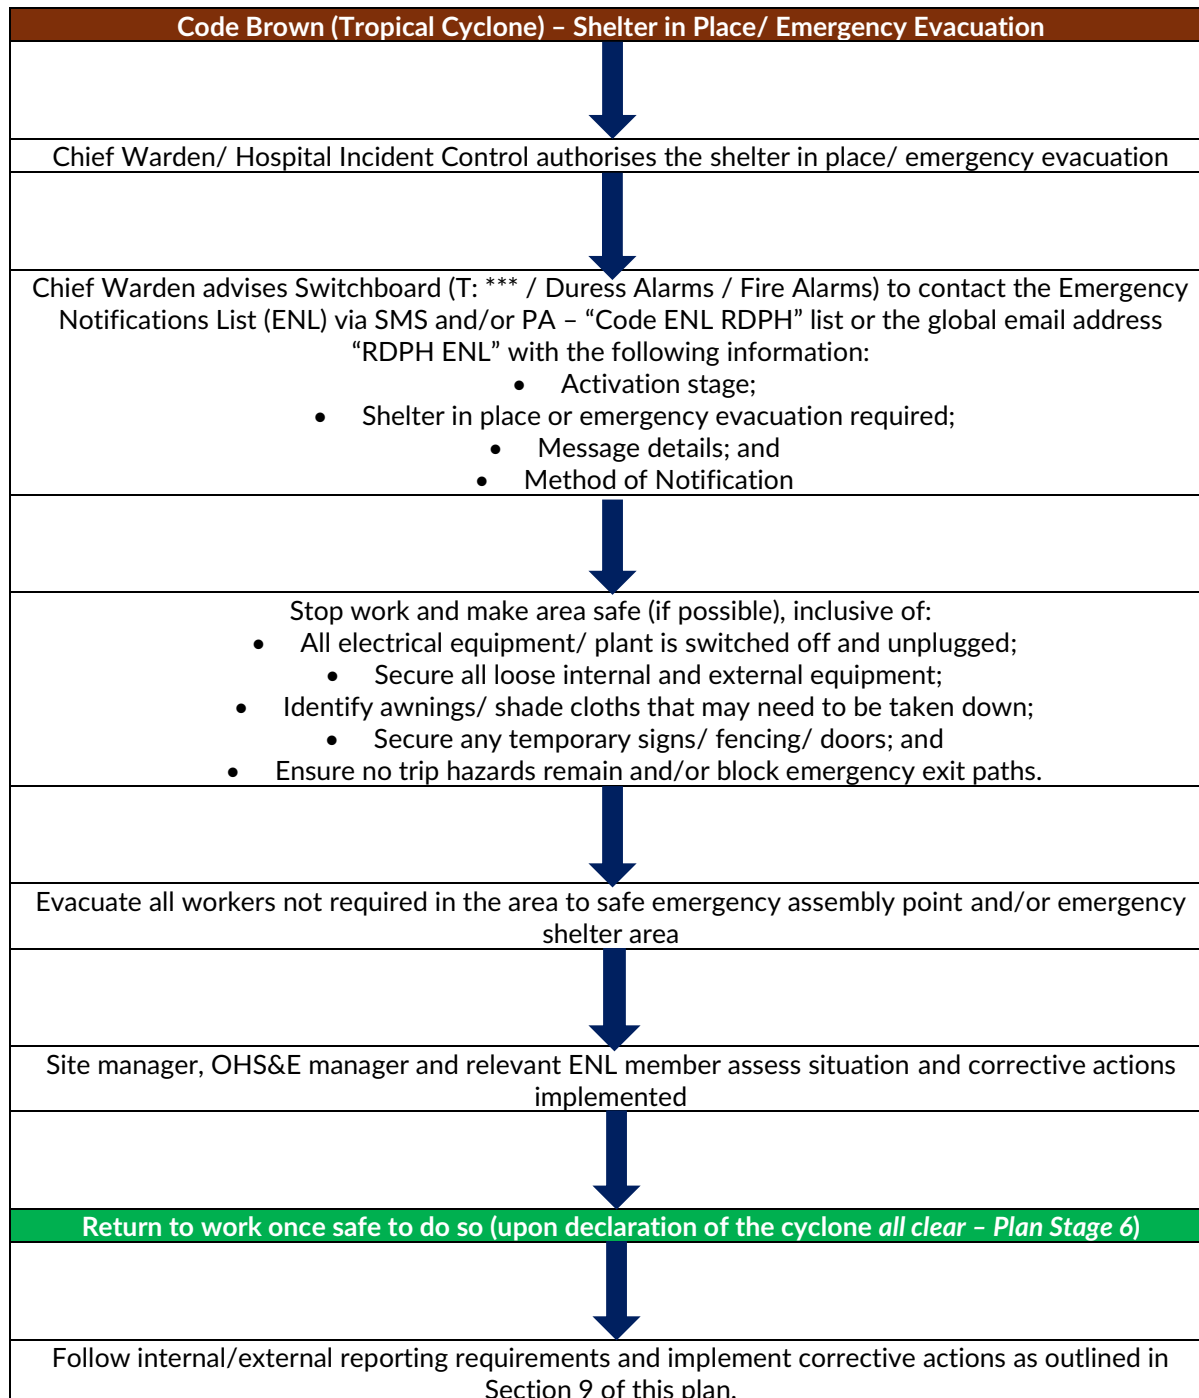 Code Brown (Tropical Cyclone) – Shelter in Place/ Emergency Evacuation
Chief Warden/ Hospital Incident Control authorises the shelter in place/ emergency evacuation
Chief Warden advises Switchboard (T: *** / Duress Alarms / Fire Alarms) to contact the Emergency
Notifications List (ENL) via SMS and/or PA – “Code ENL RDPH” list or the global email address
“RDPH ENL” with the following information:
• Activation stage;
• Shelter in place or emergency evacuation required;
• Message details; and
• Method of Notification
Stop work and make area safe (if possible), inclusive of:
• All electrical equipment/ plant is switched off and unplugged;
• Secure all loose internal and external equipment;
• Identify awnings/ shade cloths that may need to be taken down;
• Secure any temporary signs/ fencing/ doors; and
• Ensure no trip hazards remain and/or block emergency exit paths.
Evacuate all workers not required in the area to safe emergency assembly point and/or emergency
shelter area
Site manager, OHS&E manager and relevant ENL member assess situation and corrective actions
implemented
Return to work once safe to do so (upon declaration of the cyclone all clear – Plan Stage 6)
Follow internal/external reporting requirements and implement corrective actions as outlined in
Section 9 of this plan.